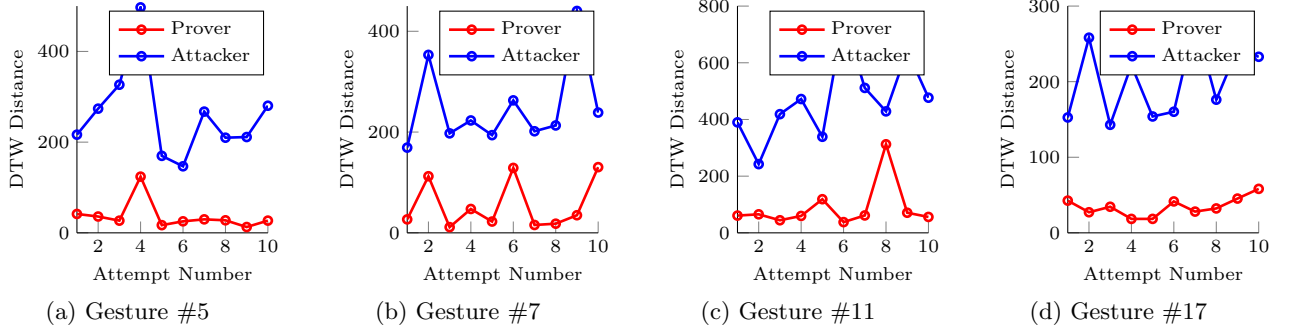 DTW Distance
0
200
400
2 4 6 8 10
Attempt Number
Prover
Attacker
(a) Gesture #5
DTW Distance
0
200
400
2 4 6 8 10
Attempt Number
Prover
Attacker
(b) Gesture #7
DTW Distance
0
200
400
600
800
2 4 6 8 10
Attempt Number
Prover
Attacker
(c) Gesture #11
DTW Distance
0
100
200
300
2 4 6 8 10
Attempt Number
Prover
Attacker
(d) Gesture #17